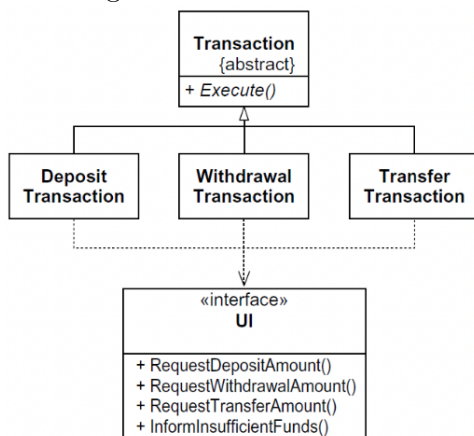 Transaction
{abstract}
+ Execute()
Deposit
Transaction
Withdrawal
Transaction
Transfer
Transaction
«interface»
UI
+ RequestDepositAmount()
+ RequestWithdrawalAmount()
+ RequestTransferAmount()
+ InformInsufficientFunds()